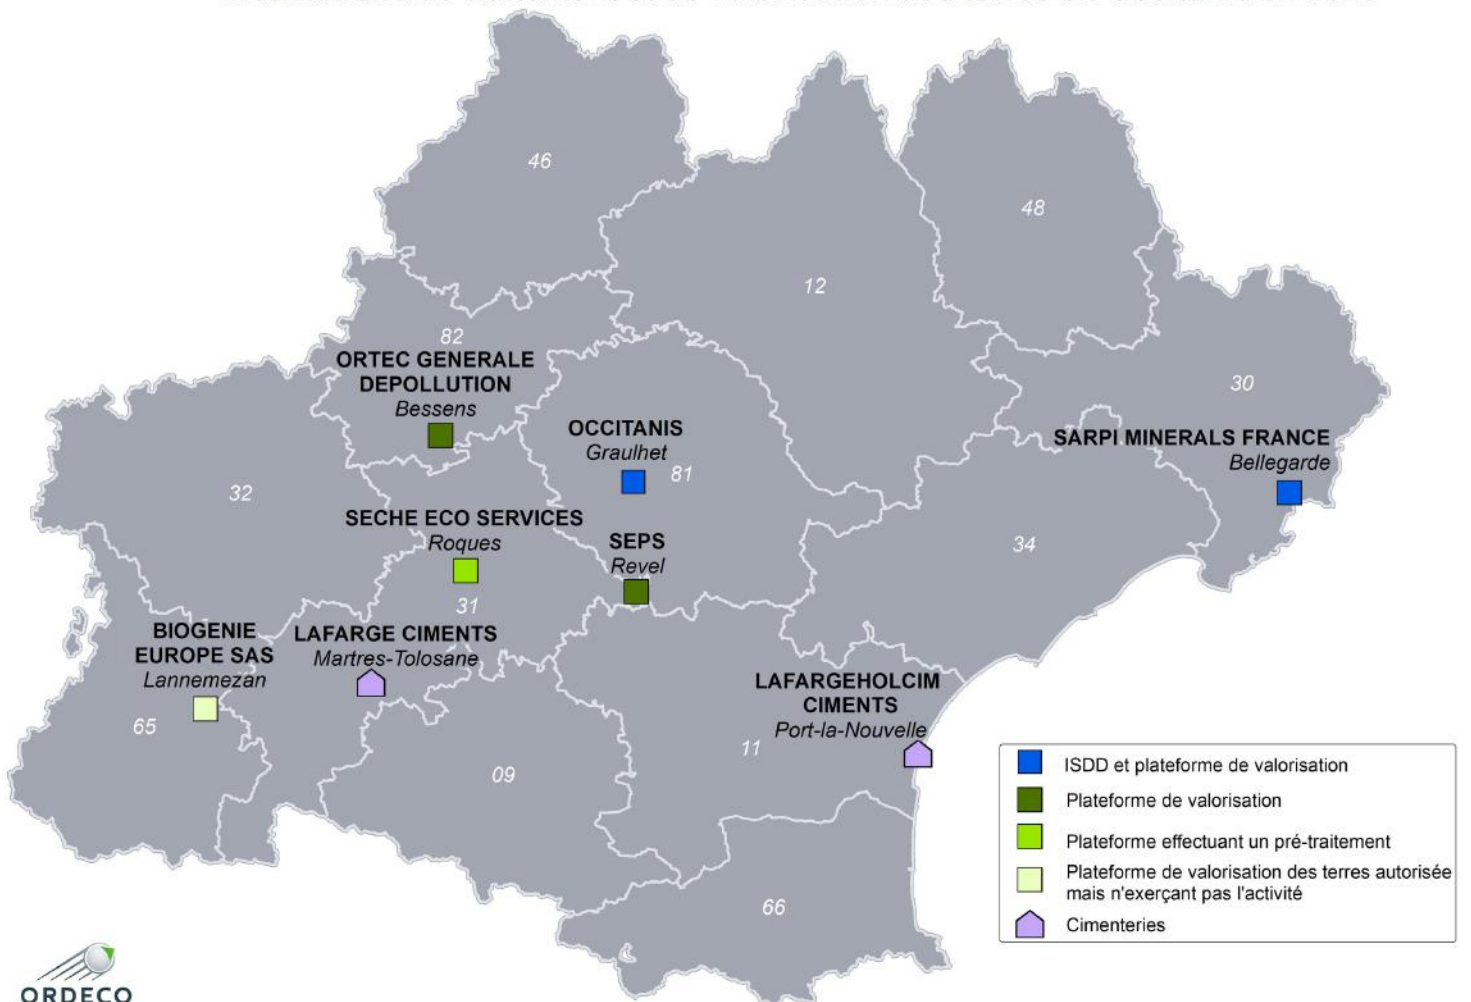 46
48
12
82
ORTEC GENERALE
DEPOLLUTION
Bessens
30
OCCITANIS
Graulhet
81
SARPI MINERALS FRANCE
Bellegarde
32
SECHE ECO SERVICES
Roques
31
SEPS
Revel
34
BIOGENIE
EUROPE SAS
Lannemezan
65
LAFARGE CIMENTS
Martres-Tolosane
LAFARGEHOLCIM
CIMENTS
Port-la-Nouvelle
11
09
66
ISDD et plateforme de valorisation
Plateforme de valorisation
Plateforme effectuant un pré-traitement
Plateforme de valorisation des terres autorisée
mais n'exerçant pas l'activité
Cimenteries
ORDECO